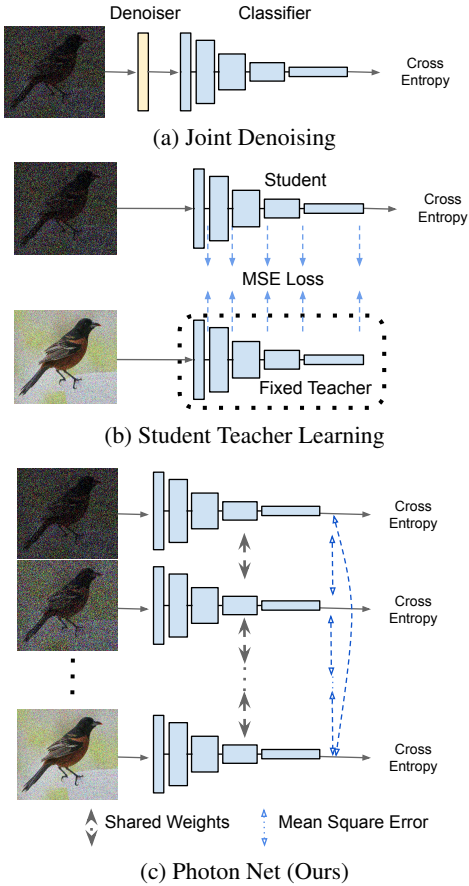 Denoiser
Classifier
Cross
Entropy
(a) Joint Denoising
Student
Cross
Entropy
MSE Loss
Fixed Teacher
(b) Student Teacher Learning
Cross
Entropy
Cross
Entropy
Cross
Entropy
Shared Weights
Mean Square Error
(c) Photon Net (Ours)